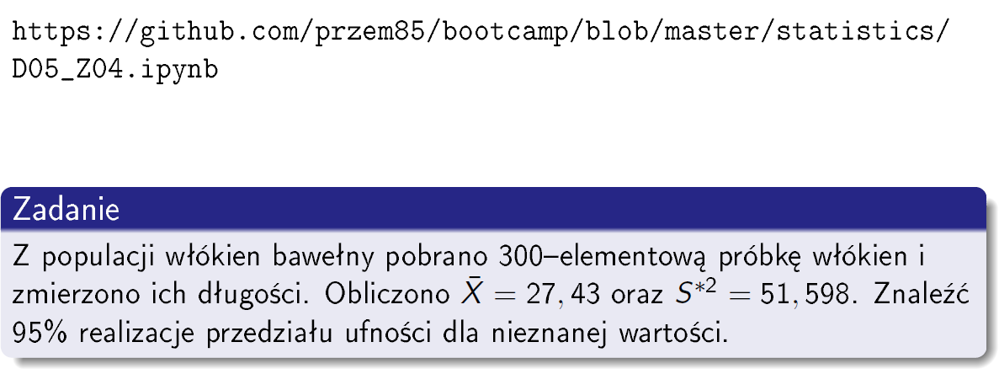 https://github.com/przem85/bootcamp/blob/master/statistics/
D05_Z04.ipynb
Zadanie
Z populacji włókien bawełny pobrano 300–elementową próbkę włókien i
zmierzono ich długości. Obliczono X̄ = 27, 43 oraz S*² = 51, 598. Znaleźć
95% realizacje przedziału ufności dla nieznanej wartości.